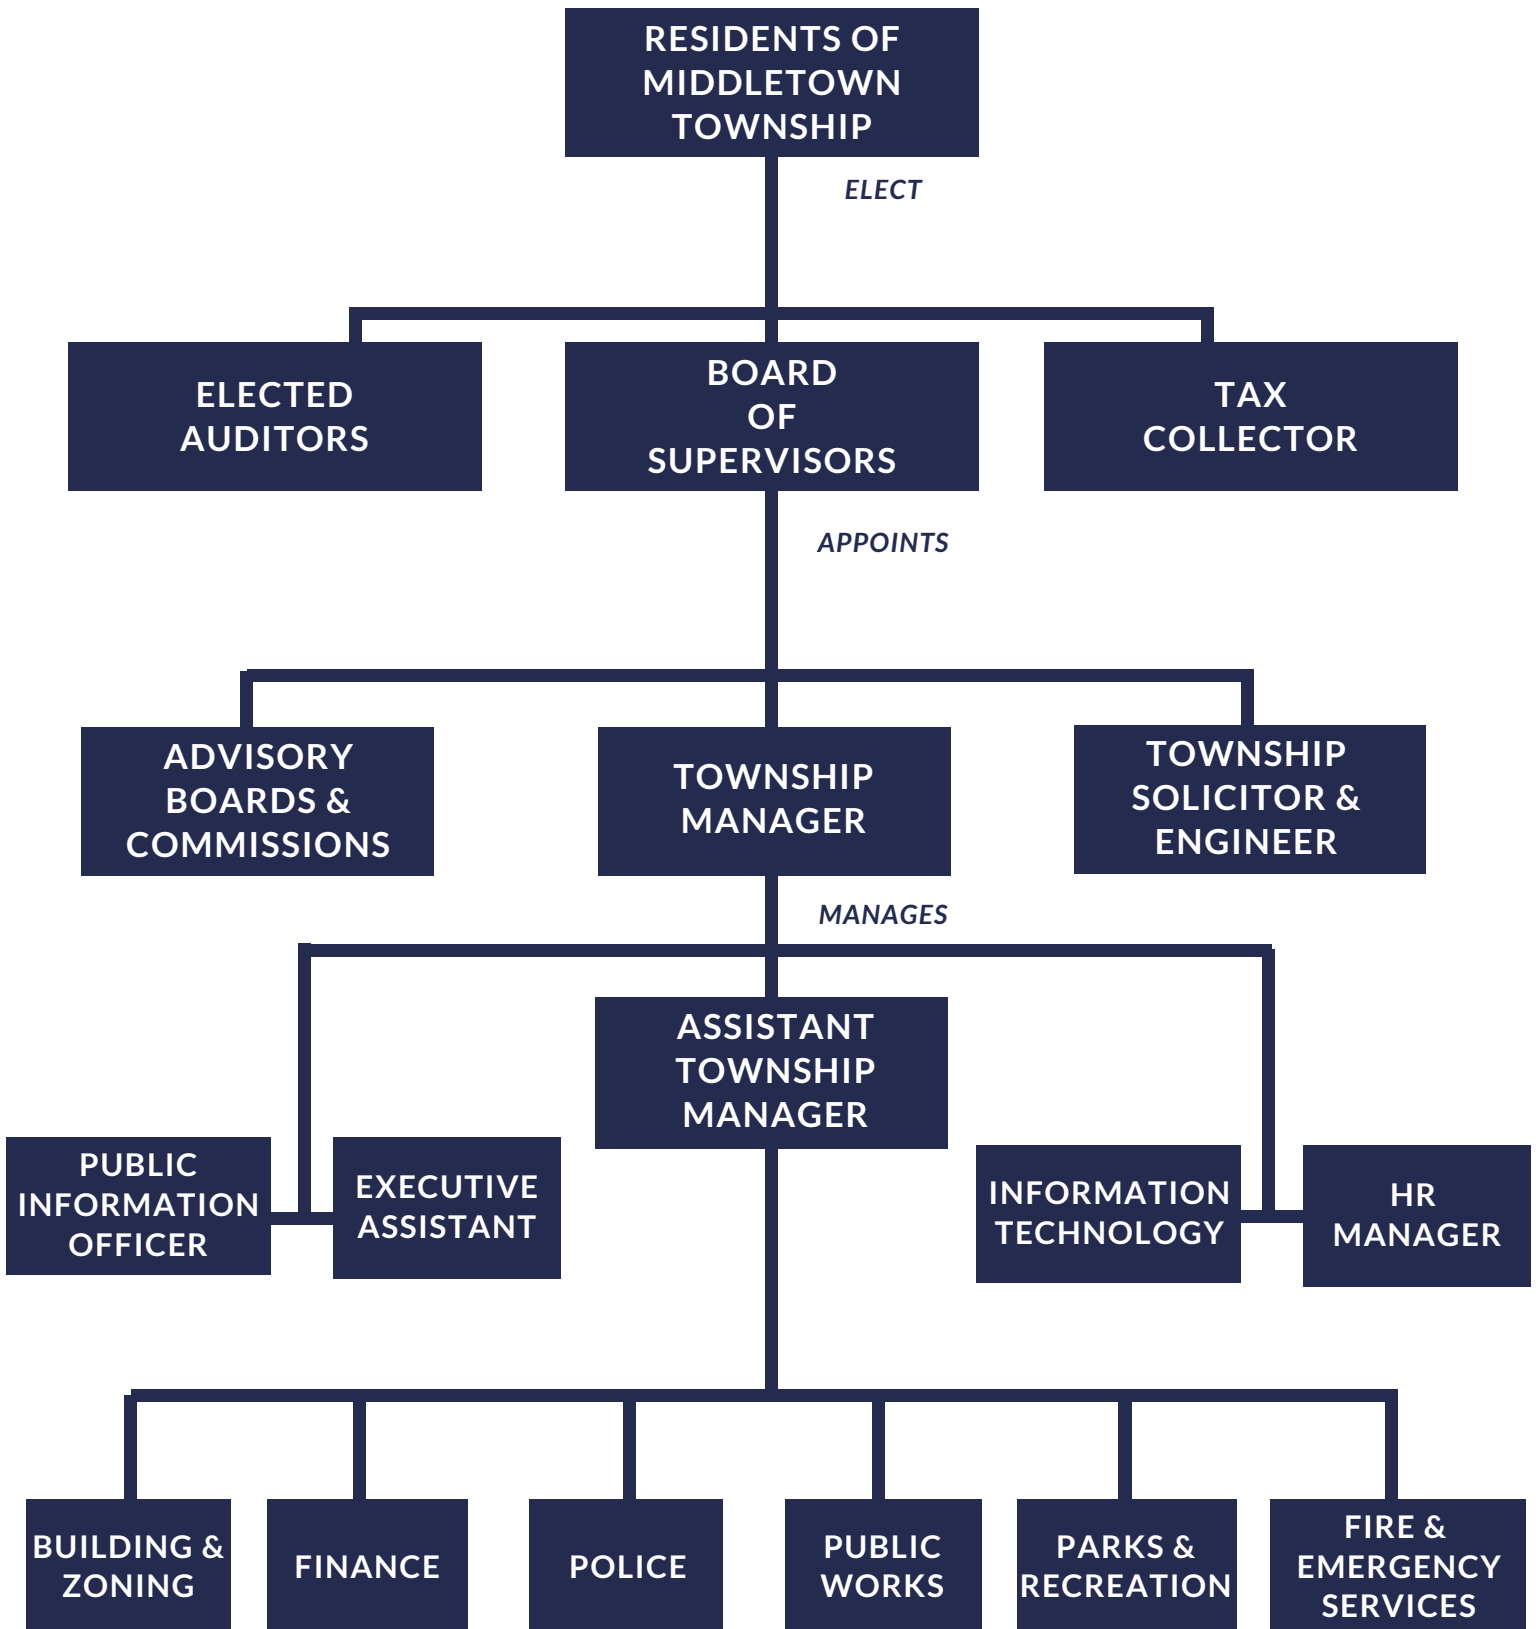 RESIDENTS OF
MIDDLETOWN
TOWNSHIP
ELECT
ELECTED
AUDITORS
BOARD
OF
SUPERVISORS
TAX
COLLECTOR
APPOINTS
ADVISORY
BOARDS &
COMMISSIONS
TOWNSHIP
MANAGER
TOWNSHIP
SOLICITOR &
ENGINEER
MANAGES
ASSISTANT
TOWNSHIP
MANAGER
PUBLIC
INFORMATION
OFFICER
EXECUTIVE
ASSISTANT
INFORMATION
TECHNOLOGY
HR
MANAGER
BUILDING &
ZONING
FINANCE
POLICE
PUBLIC
WORKS
PARKS &
RECREATION
FIRE &
EMERGENCY
SERVICES